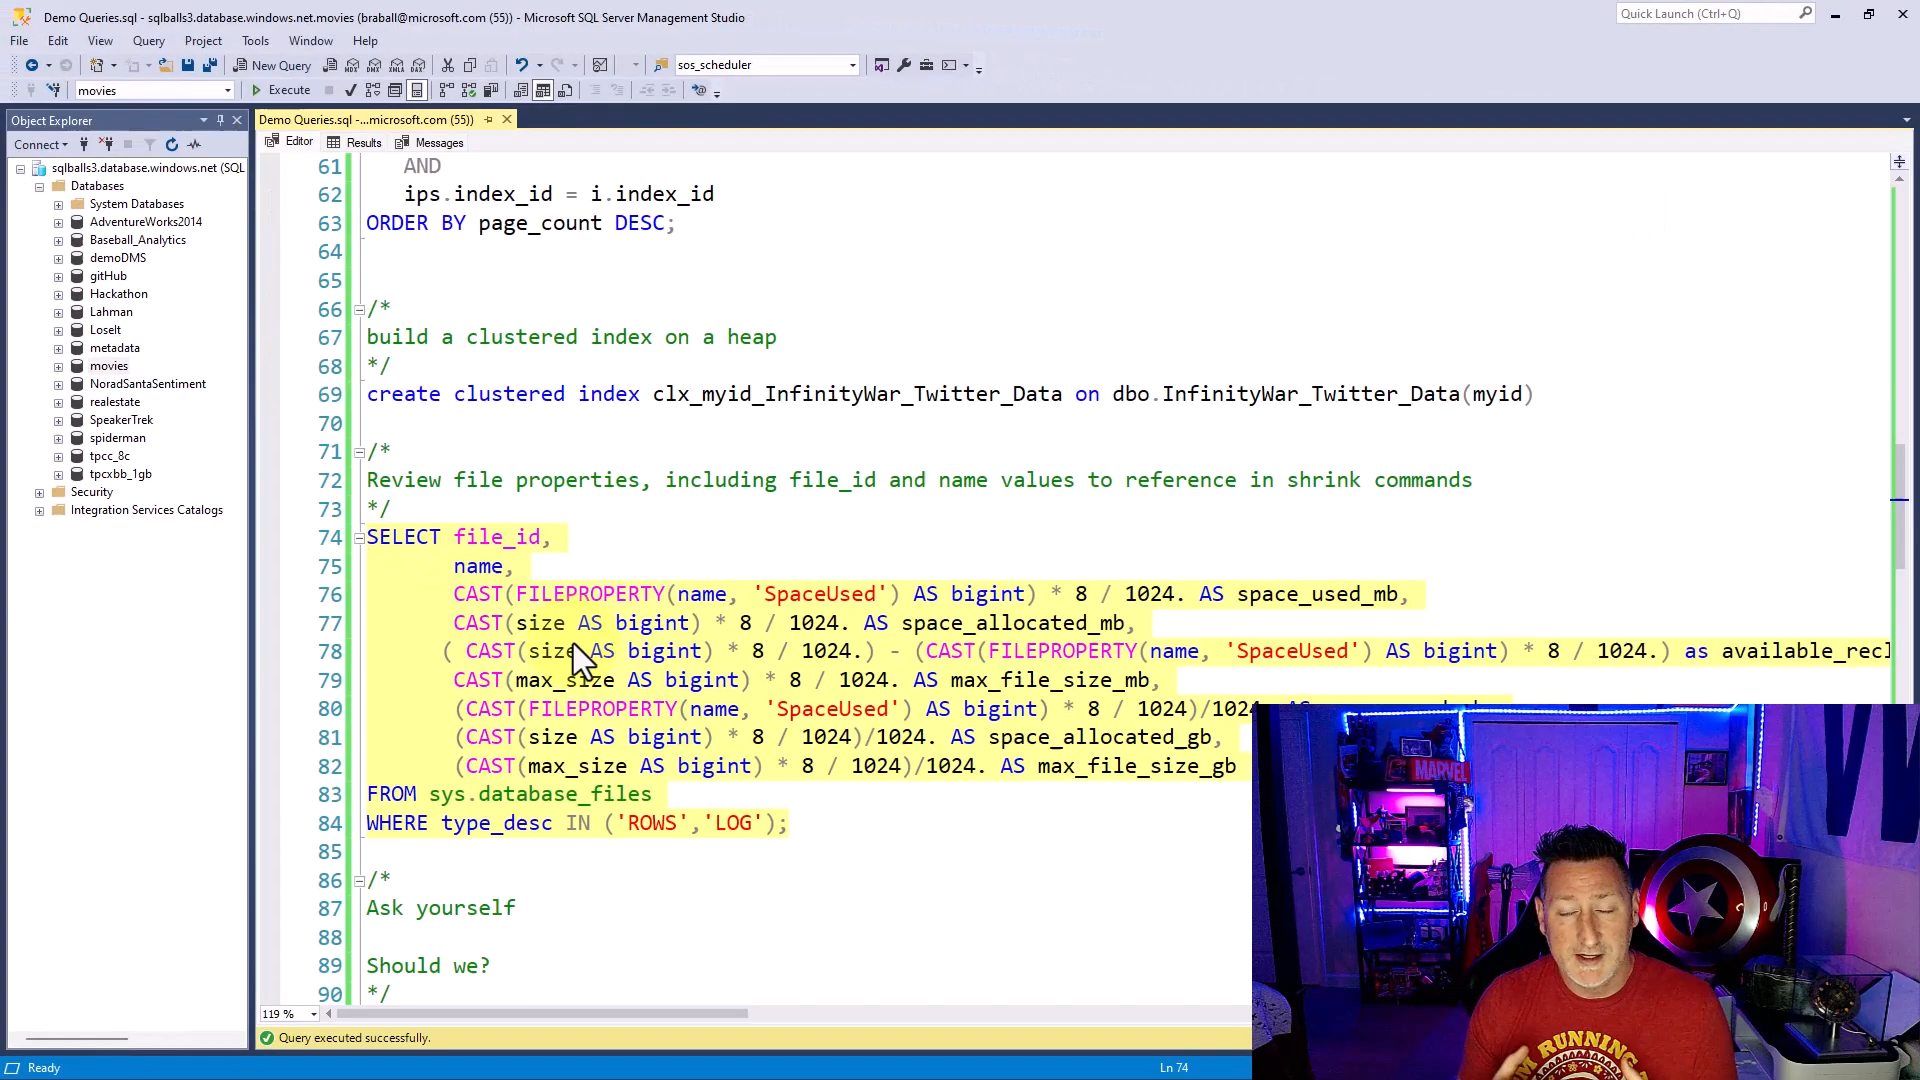 Demo Queries.sql - sqlballs3.database.windows.net.movies (braball@microsoft.com (55)) - Microsoft SQL Server Management Studio
Quick Launch (Ctrl+Q)
File Edit View Query Project Tools Window Help
New Query
MDX DMX XMLA DAX
sos_scheduler
movies
Execute
Object Explorer
Demo Queries.sql -...microsoft.com (55))
Connect
Editor Results Messages
sqlballs3.database.windows.net (SQL
Databases
System Databases
AdventureWorks2014
Baseball_Analytics
demoDMS
gitHub
Hackathon
Lahman
LoseIt
metadata
movies
NoradSantaSentiment
realestate
SpeakerTrek
spiderman
tpcc_8c
tpcxbb_1gb
Security
Integration Services Catalogs
61 AND
62 ips.index_id = i.index_id
63 ORDER BY page_count DESC;
64
65
66 /*
67 build a clustered index on a heap
68 */
69 create clustered index clx_myid_InfinityWar_Twitter_Data on dbo.InfinityWar_Twitter_Data(myid)
70
71 /*
72 Review file properties, including file_id and name values to reference in shrink commands
73 */
74 SELECT file_id,
75 name,
76 CAST(FILEPROPERTY(name, 'SpaceUsed') AS bigint) * 8 / 1024. AS space_used_mb,
77 CAST(size AS bigint) * 8 / 1024. AS space_allocated_mb,
78 ( CAST(size AS bigint) * 8 / 1024.) - (CAST(FILEPROPERTY(name, 'SpaceUsed') AS bigint) * 8 / 1024.) as available_recl
79 CAST(max_size AS bigint) * 8 / 1024. AS max_file_size_mb,
80 (CAST(FILEPROPERTY(name, 'SpaceUsed') AS bigint) * 8 / 1024)/1024
81 (CAST(size AS bigint) * 8 / 1024)/1024. AS space_allocated_gb,
82 (CAST(max_size AS bigint) * 8 / 1024)/1024. AS max_file_size_gb
83 FROM sys.database_files
84 WHERE type_desc IN ('ROWS','LOG');
85
86 /*
87 Ask yourself
88
89 Should we?
90 */
MARVEL
119 %
Query executed successfully.
RUNNING
Ready
Ln 74